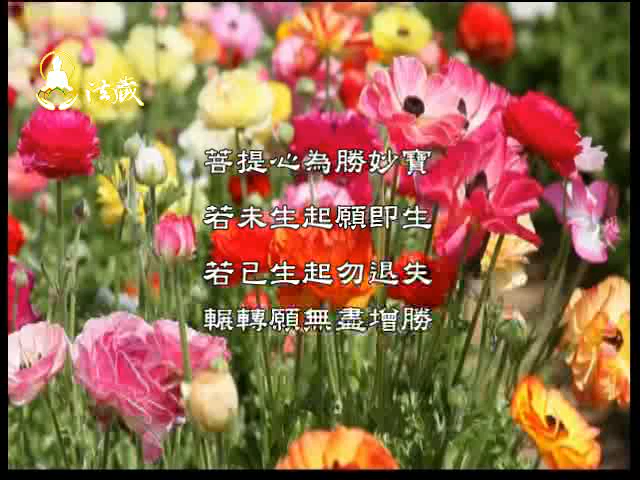 法藏
菩提心為勝妙寶
若未生起願即生
若已生起勿退失
輾轉願無盡增勝